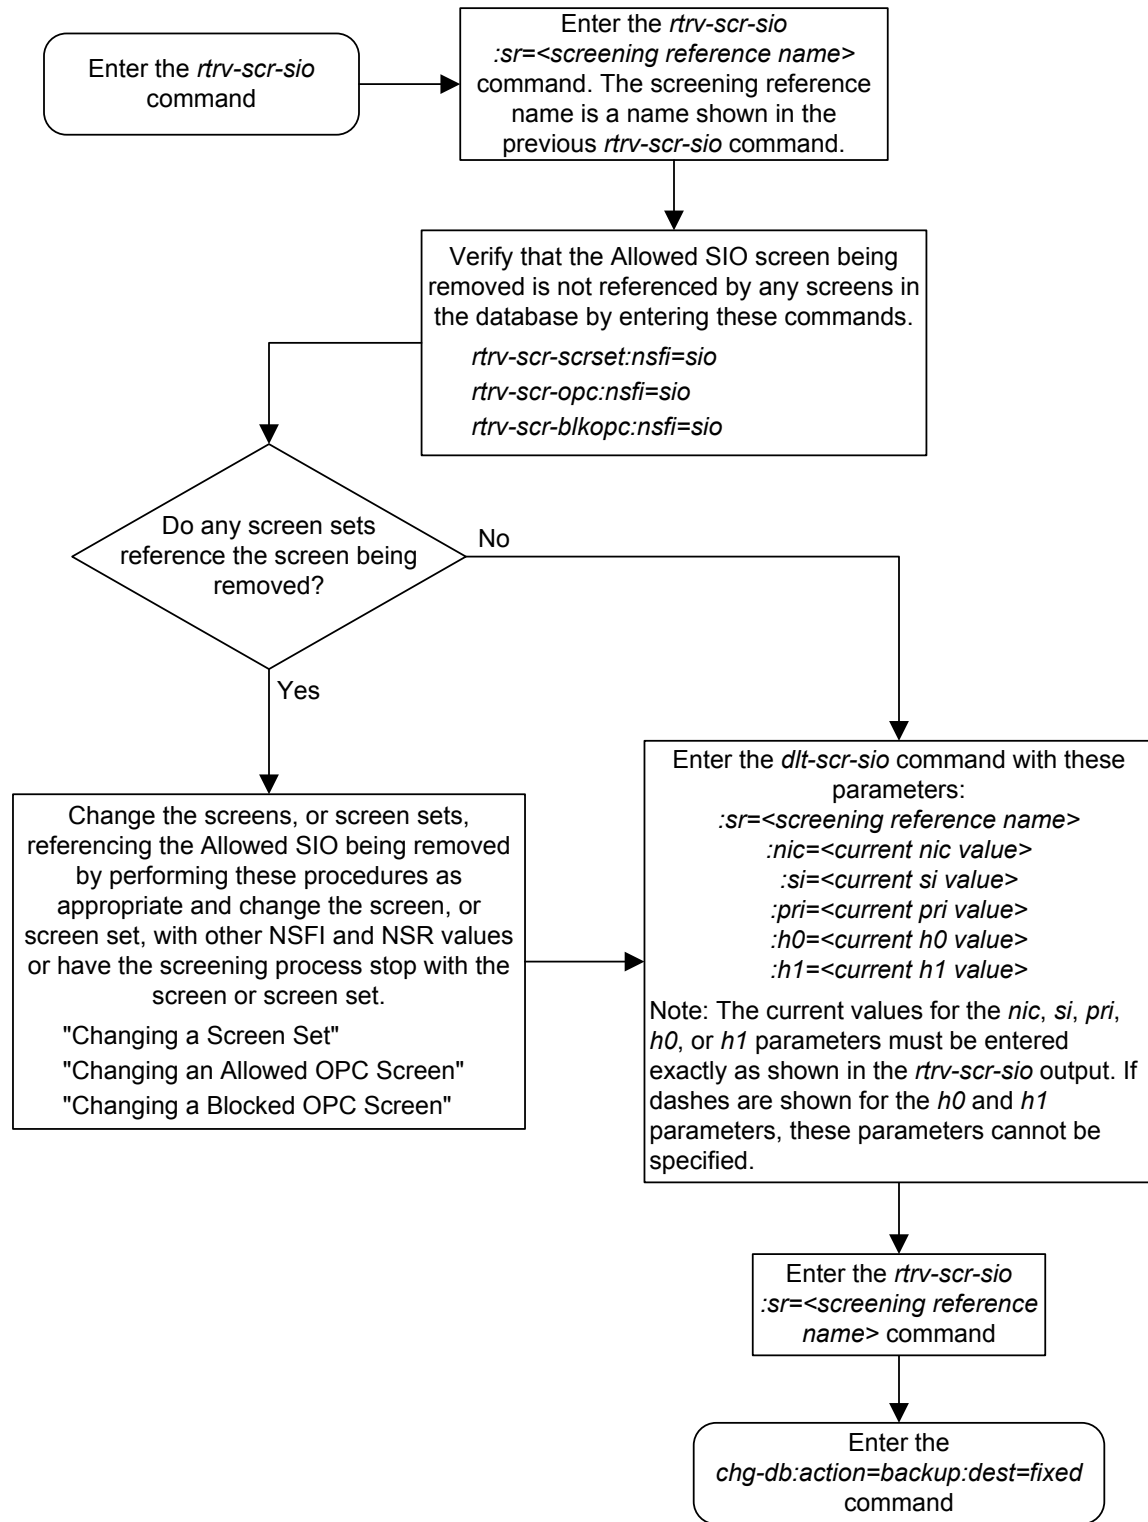 Enter the rtrv-scr-sio
command
Enter the rtrv-scr-sio
:sr=<screening reference name>
command. The screening reference
name is a name shown in the
previous rtrv-scr-sio command.
Verify that the Allowed SIO screen being
removed is not referenced by any screens in
the database by entering these commands.
rtrv-scr-scrset:nsfi=sio
rtrv-scr-opc:nsfi=sio
rtrv-scr-blkopc:nsfi=sio
Do any screen sets
reference the screen being
removed?
No
Yes
Change the screens, or screen sets,
referencing the Allowed SIO being removed
by performing these procedures as
appropriate and change the screen, or
screen set, with other NSFI and NSR values
or have the screening process stop with the
screen or screen set.
"Changing a Screen Set"
"Changing an Allowed OPC Screen"
"Changing a Blocked OPC Screen"
Enter the dlt-scr-sio command with these
parameters:
:sr=<screening reference name>
:nic=<current nic value>
:si=<current si value>
:pri=<current pri value>
:h0=<current h0 value>
:h1=<current h1 value>
Note: The current values for the nic, si, pri,
h0, or h1 parameters must be entered
exactly as shown in the rtrv-scr-sio output. If
dashes are shown for the h0 and h1
parameters, these parameters cannot be
specified.
Enter the rtrv-scr-sio
:sr=<screening reference
name> command
Enter the
chg-db:action=backup:dest=fixed
command